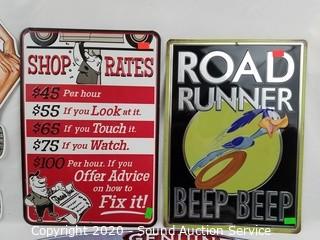 SHOP RATES
$45 Per hour
$55 If you Look at it.
$65 If you Touch it.
$75 If you Watch.
$100 Per hour. If you
Offer Advice
on how to
Fix it!
ROAD
RUNNER
BEEP BEEP
GENUINE
Copyright 2020 - Sound Auction Service